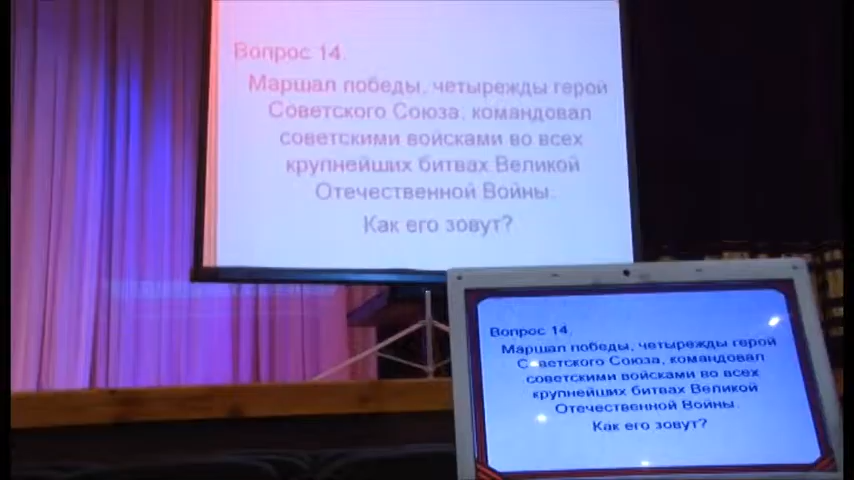 Вопрос 14.
Маршал победы, четырежды герой
Советского Союза, командовал
советскими войсками во всех
крупнейших битвах Великой
Отечественной Войны.
Как его зовут?
Вопрос 14.
Маршал победы, четырежды герой
Советского Союза, командовал
советскими войсками во всех
крупнейших битвах Великой
Отечественной Войны.
Как его зовут?